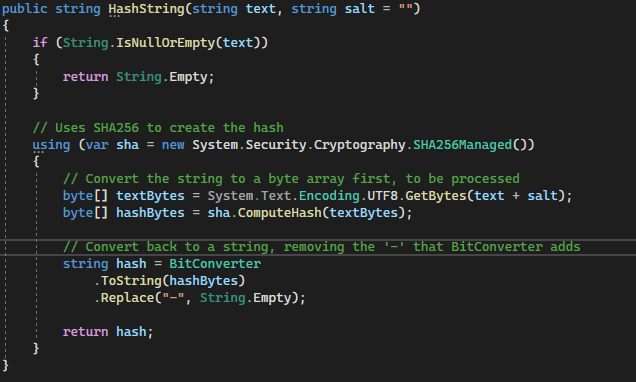 public string HashString(string text, string salt = "")
{
    if (String.IsNullOrEmpty(text))
    {
        return String.Empty;
    }

    // Uses SHA256 to create the hash
    using (var sha = new System.Security.Cryptography.SHA256Managed())
    {
        // Convert the string to a byte array first, to be processed
        byte[] textBytes = System.Text.Encoding.UTF8.GetBytes(text + salt);
        byte[] hashBytes = sha.ComputeHash(textBytes);

        // Convert back to a string, removing the '-' that BitConverter adds
        string hash = BitConverter
            .ToString(hashBytes)
            .Replace("-", String.Empty);

        return hash;
    }
}